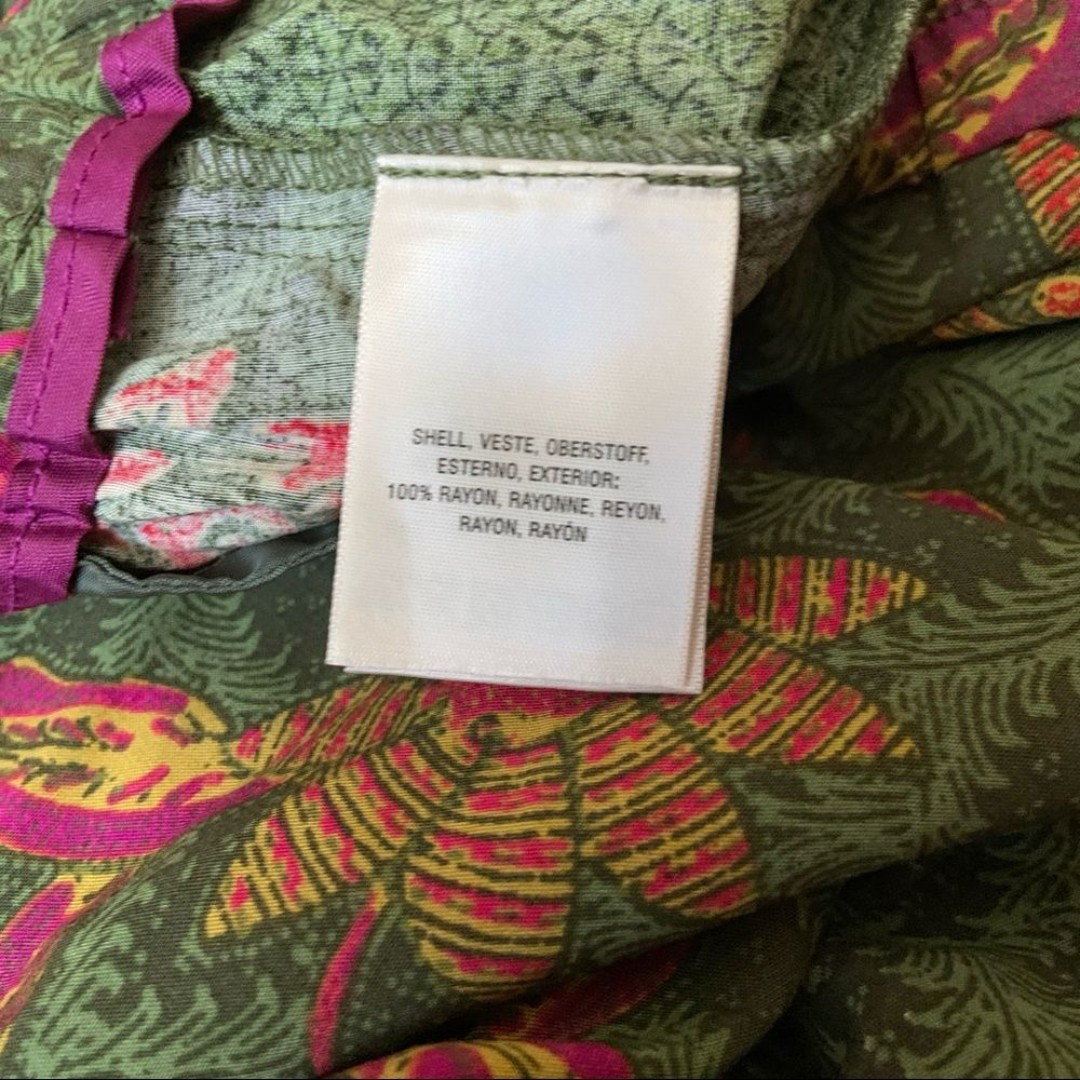 SHELL, VESTE, OBERSTOFF,
ESTERNO, EXTERIOR:
100% RAYON, RAYONNE, REYON,
RAYON, RAYÓN